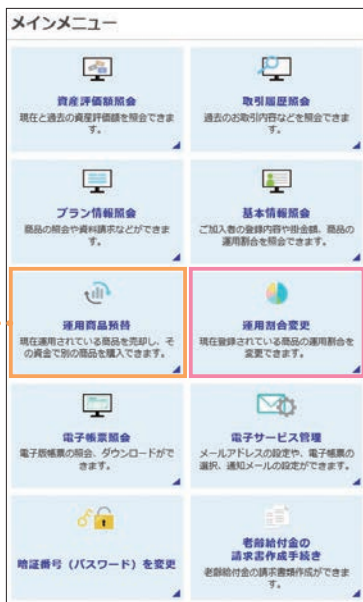 メインメニュー
資産評価額照会
現在と過去の資産評価額を照会できま
す。
取引履歴照会
過去のお取引内容などを照会できま
す。
プラン情報照会
商品の照会や資料請求などができま
す。
基本情報照会
ご加入者の登録内容や掛金額、商品の
運用割合を照会できます。
運用商品預替
現在運用されている商品を売却し、そ
の資金で別の商品を購入できます。
運用割合変更
現在登録されている商品の運用割合を
変更できます。
電子帳票照会
電子版帳票の照会、ダウンロードがで
きます。
電子サービス管理
メールアドレスの設定や、電子帳票の
選択、通知メールの設定ができます。
暗証番号（パスワード）を変更
老齢給付金の
請求書作成手続き
老齢給付金の請求書類作成ができま
す。